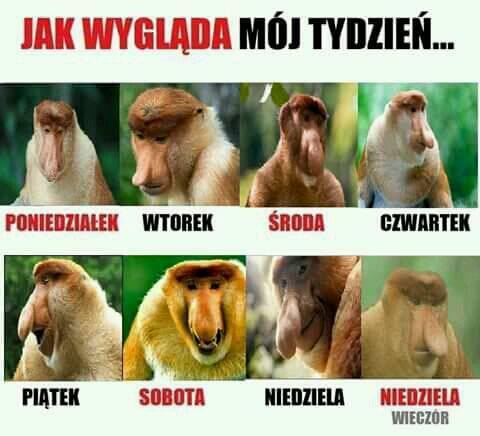 JAK WYGLĄDA MÓJ TYDZIEŃ...
PONIEDZIAŁEK WTOREK ŚRODA CZWARTEK
PIĄTEK SOBOTA NIEDZIELA NIEDZIELA
WIECZÓR